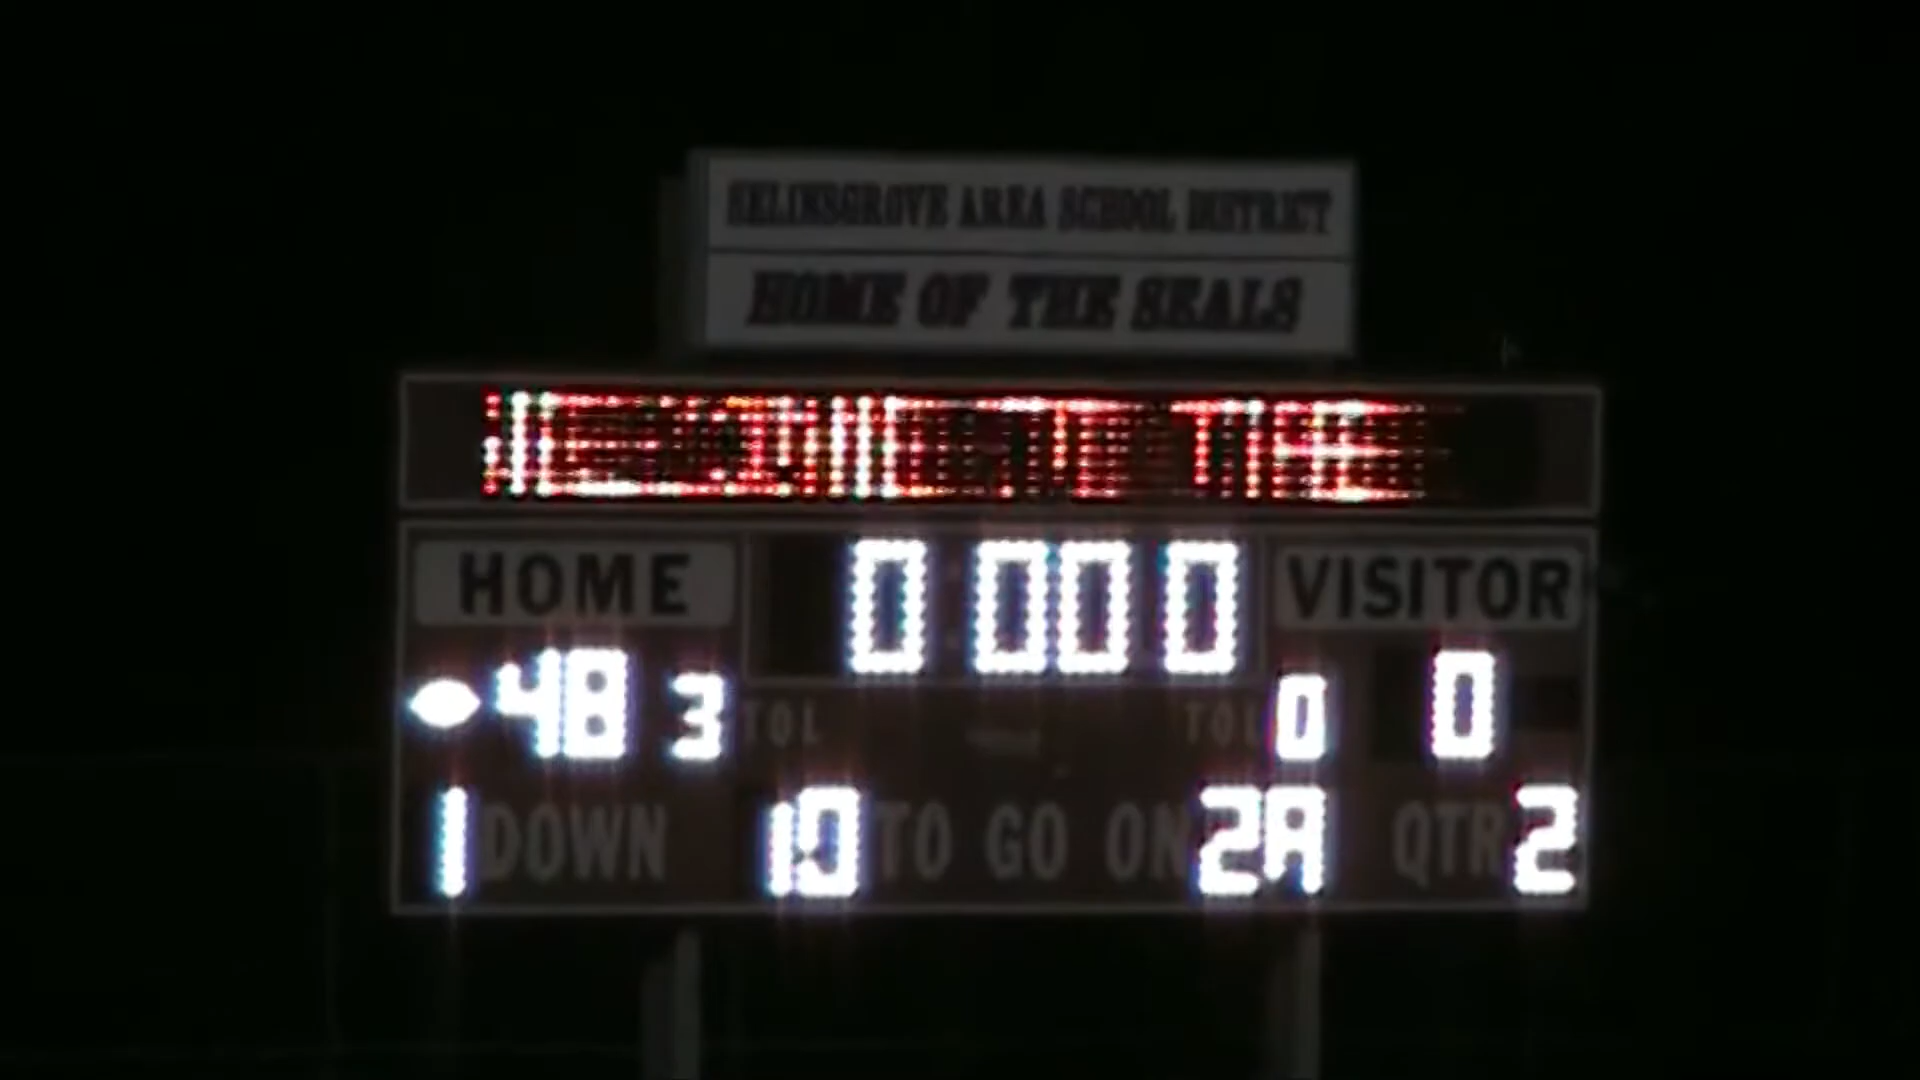 SELINSGROVE AREA SCHOOL DISTRICT
HOME OF THE SEALS
HOME 0:00.0 VISITOR
48 3 TOL TOL 0 0
1 DOWN 10 TO GO ON 28 QTR 2